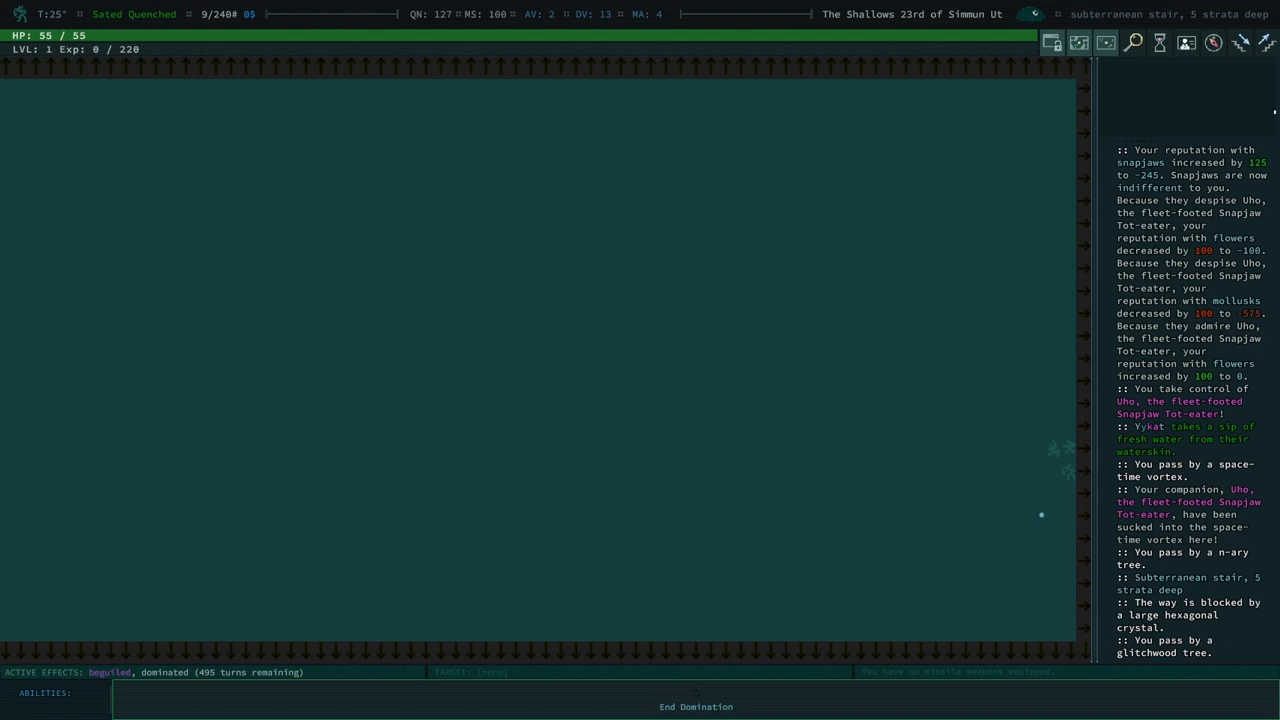 T:25° :: Sated Quenched :: 9/240# 0$ QN: 127 :: MS: 100 :: AV: 2 :: DV: 13 :: MA: 4 The Shallows 23rd of Simmun Ut :: subterranean stair, 5 strata deep
HP: 55 / 55
LVL: 1 Exp: 0 / 220
:: Your reputation with
snapjaws increased by 125
to -245. Snapjaws are now
indifferent to you.
Because they despise Uho,
the fleet-footed Snapjaw
Tot-eater, your
reputation with flowers
decreased by 100 to -100.
Because they despise Uho,
the fleet-footed Snapjaw
Tot-eater, your
reputation with mollusks
decreased by 100 to -575.
Because they admire Uho,
the fleet-footed Snapjaw
Tot-eater, your
reputation with flowers
increased by 100 to 0.
:: You take control of
Uho, the fleet-footed
Snapjaw Tot-eater!
:: Yykat takes a sip of
fresh water from their
waterskin.
:: You pass by a space-
time vortex.
:: Your companion, Uho,
the fleet-footed Snapjaw
Tot-eater, have been
sucked into the space-
time vortex here!
:: You pass by a n-ary
tree.
:: Subterranean stair, 5
strata deep
:: The way is blocked by
a large hexagonal
crystal.
:: You pass by a
glitchwood tree.
ACTIVE EFFECTS: beguiled, dominated (495 turns remaining) TARGET: (none) You have no missile weapons equipped.
ABILITIES: End Domination